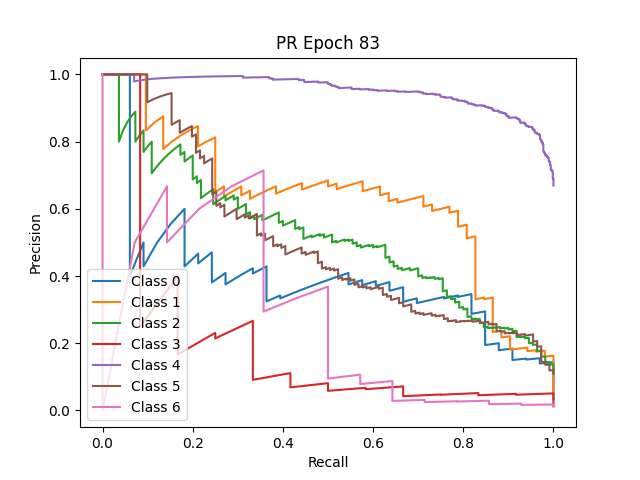 PR Epoch 83
Precision
1.0
0.8
0.6
0.4
0.2
0.0
Class 0
Class 1
Class 2
Class 3
Class 4
Class 5
Class 6
0.0 0.2 0.4 0.6 0.8 1.0
Recall